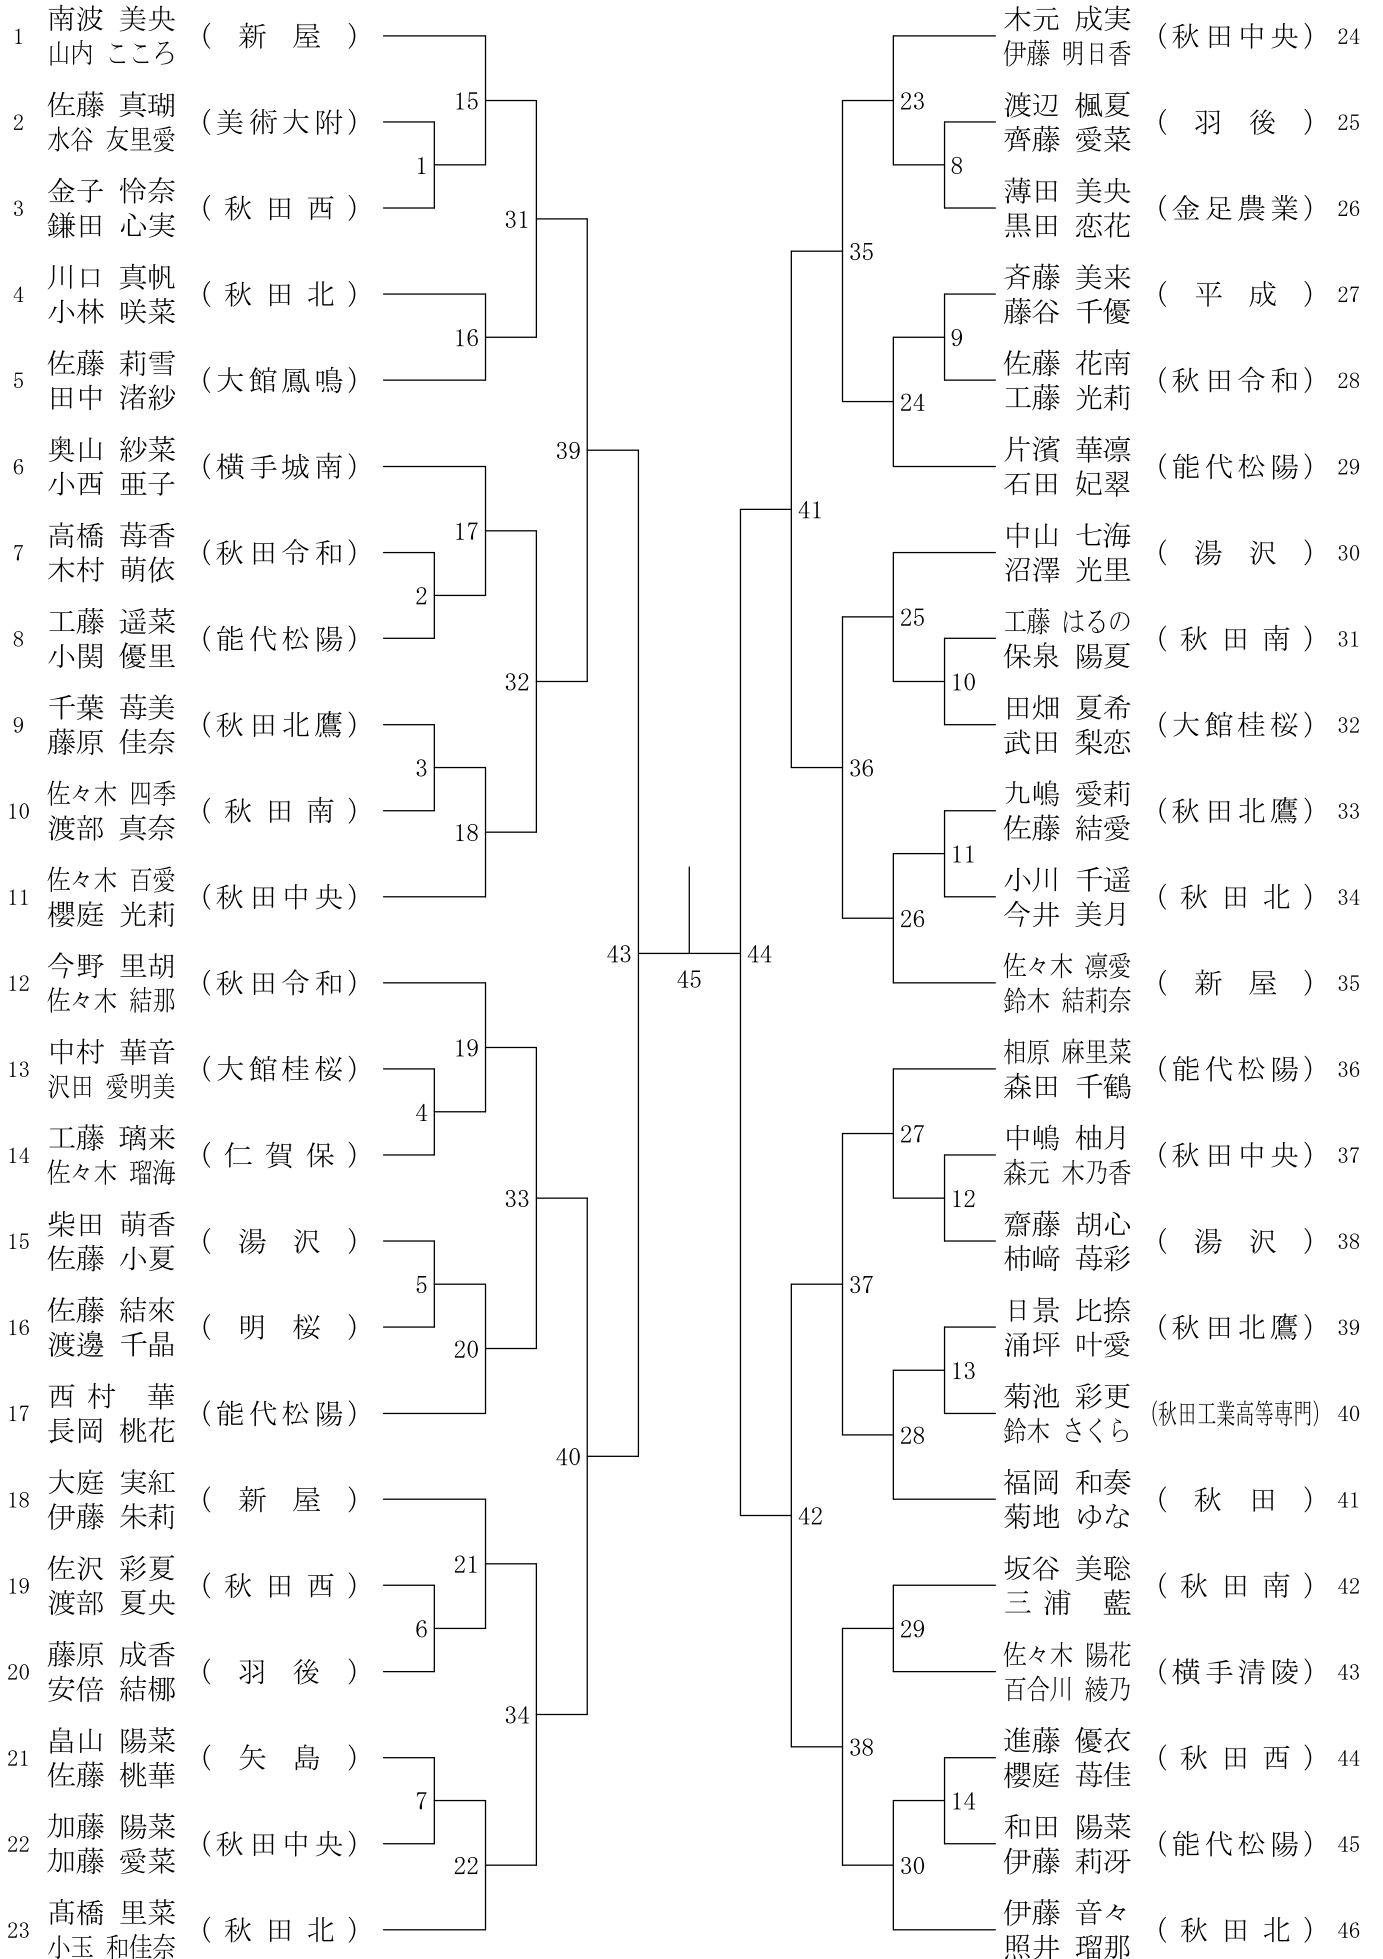 1 南波 美央 (新屋)
山内 こころ
2 佐藤 真瑚 (美術大附)
水谷 友里愛
3 金子 怜奈 (秋田西)
鎌田 心実
4 川口 真帆 (秋田北)
小林 咲菜
5 佐藤 莉雪 (大館鳳鳴)
田中 渚紗
6 奥山 紗菜 (横手城南)
小西 亜子
7 高橋 苺香 (秋田令和)
木村 萌依
8 工藤 遥菜 (能代松陽)
小関 優里
9 千葉 苺美 (秋田北鷹)
藤原 佳奈
10 佐々木 四季 (秋田南)
渡部 真奈
11 佐々木 百愛 (秋田中央)
櫻庭 光莉
12 今野 里胡 (秋田令和)
佐々木 結那
13 中村 華音 (大館桂桜)
沢田 愛明美
14 工藤 璃来 (仁賀保)
佐々木 瑠海
15 柴田 萌香 (湯沢)
佐藤 小夏
16 佐藤 結來 (明桜)
渡邊 千晶
17 西村 華 (能代松陽)
長岡 桃花
18 大庭 実紅 (新屋)
伊藤 朱莉
19 佐沢 彩夏 (秋田西)
渡部 夏央
20 藤原 成香 (羽後)
安倍 結梛
21 畠山 陽菜 (矢島)
佐藤 桃華
22 加藤 陽菜 (秋田中央)
加藤 愛菜
23 髙橋 里菜 (秋田北)
小玉 和佳奈
15
1
31
16
39
17
2
32
3
18
43
19
4
33
5
20
40
21
6
34
7
22
45
44
23
8
35
9
24
41
25
10
36
11
26
27
12
37
13
28
42
29
38
14
30
木元 成実 (秋田中央) 24
伊藤 明日香
渡辺 楓夏 (羽後) 25
齊藤 愛菜
薄田 美央 (金足農業) 26
黒田 恋花
斉藤 美来 (平成) 27
藤谷 千優
佐藤 花南 (秋田令和) 28
工藤 光莉
片濱 華凛 (能代松陽) 29
石田 妃翠
中山 七海 (湯沢) 30
沼澤 光里
工藤 はるの (秋田南) 31
保泉 陽夏
田畑 夏希 (大館桂桜) 32
武田 梨恋
九嶋 愛莉 (秋田北鷹) 33
佐藤 結愛
小川 千遥 (秋田北) 34
今井 美月
佐々木 凛愛 (新屋) 35
鈴木 結莉奈
相原 麻里菜 (能代松陽) 36
森田 千鶴
中嶋 柚月 (秋田中央) 37
森元 木乃香
齋藤 胡心 (湯沢) 38
柿﨑 苺彩
日景 比捺 (秋田北鷹) 39
涌坪 叶愛
菊池 彩更 (秋田工業高等専門) 40
鈴木 さくら
福岡 和奏 (秋田) 41
菊地 ゆな
坂谷 美聡 (秋田南) 42
三浦 藍
佐々木 陽花 (横手清陵) 43
百合川 綾乃
進藤 優衣 (秋田西) 44
櫻庭 苺佳
和田 陽菜 (能代松陽) 45
伊藤 莉冴
伊藤 音々 (秋田北) 46
照井 瑠那